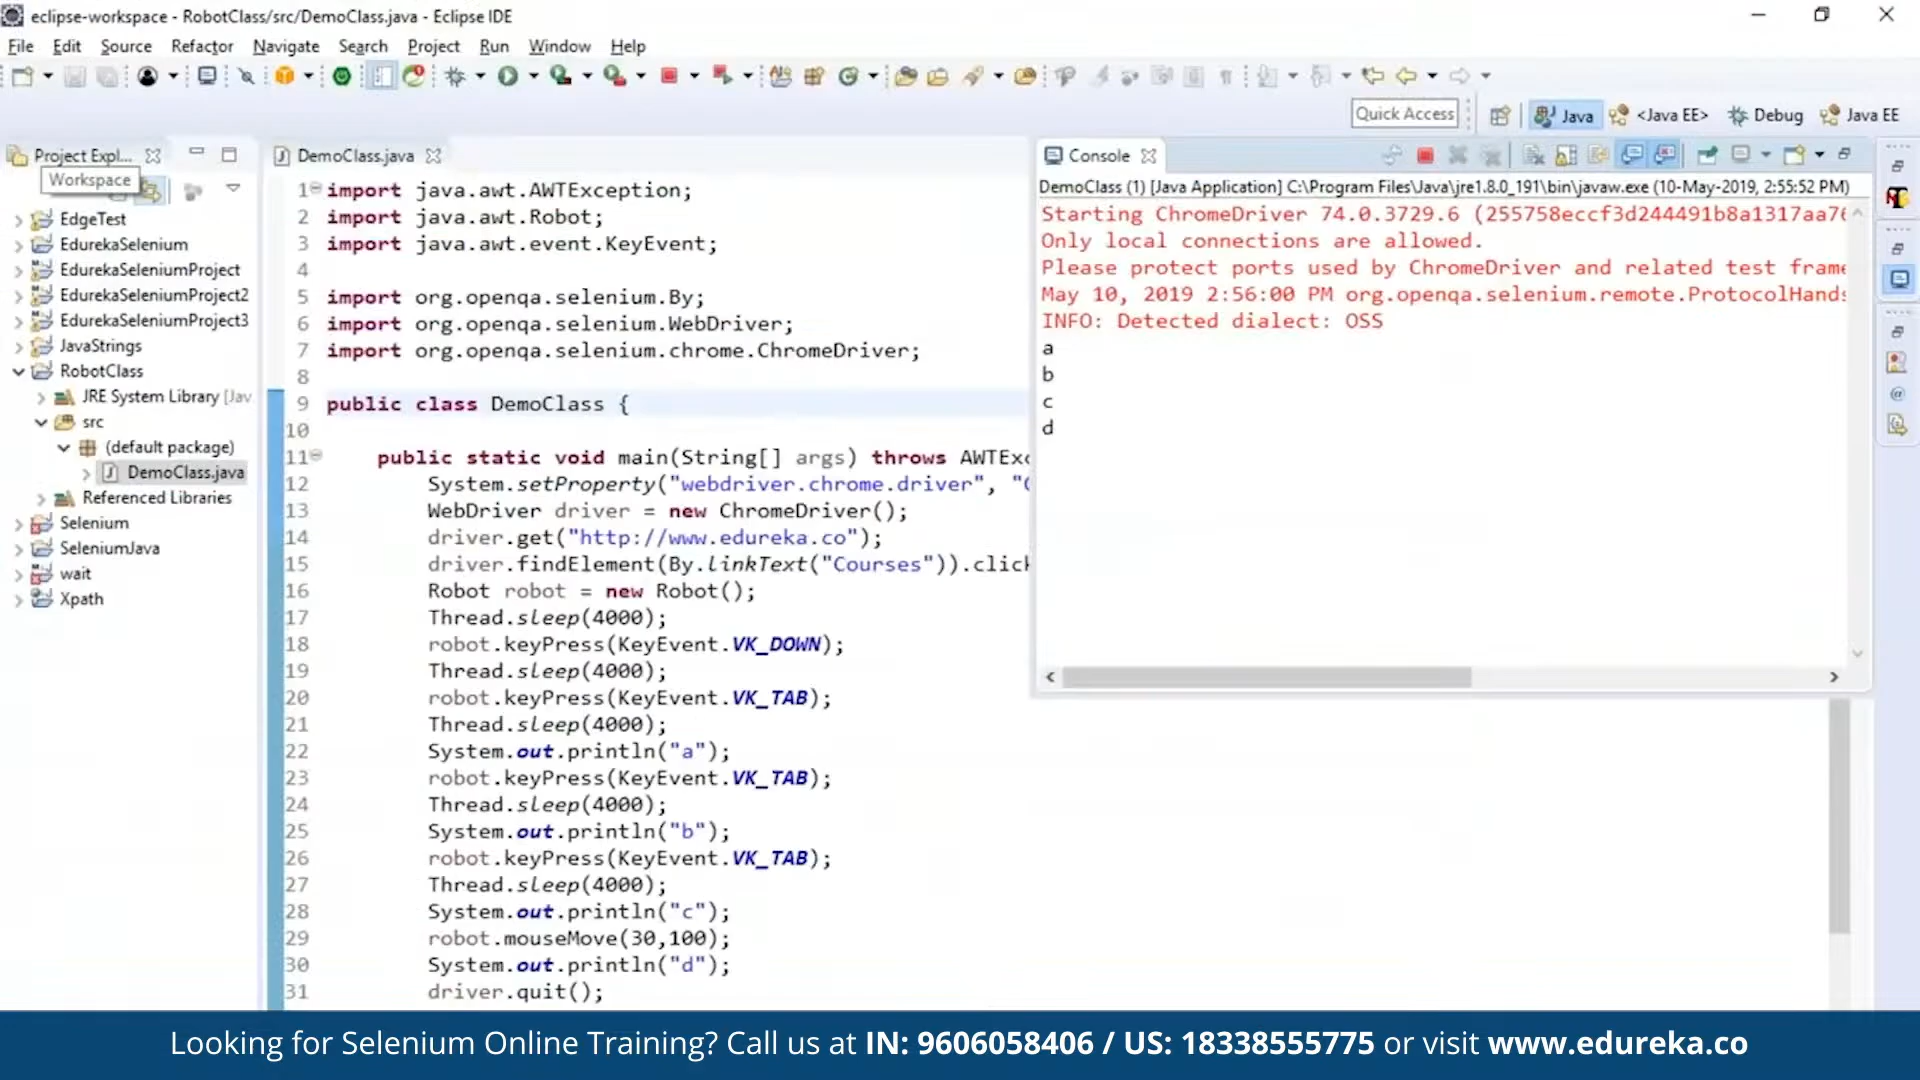 eclipse-workspace - RobotClass/src/DemoClass.java - Eclipse IDE
File Edit Source Refactor Navigate Search Project Run Window Help
Quick Access
Java <Java EE> Debug Java EE
Project Expl...
Workspace
EdgeTest
EdurekaSelenium
EdurekaSeleniumProject
EdurekaSeleniumProject2
EdurekaSeleniumProject3
JavaStrings
RobotClass
JRE System Library [Jav
src
(default package)
DemoClass.java
Referenced Libraries
Selenium
SeleniumJava
wait
Xpath
DemoClass.java
1 import java.awt.AWTException;
2 import java.awt.Robot;
3 import java.awt.event.KeyEvent;
4
5 import org.openqa.selenium.By;
6 import org.openqa.selenium.WebDriver;
7 import org.openqa.selenium.chrome.ChromeDriver;
8
9 public class DemoClass {
10
11 public static void main(String[] args) throws AWTExc
12 System.setProperty("webdriver.chrome.driver", "C
13 WebDriver driver = new ChromeDriver();
14 driver.get("http://www.edureka.co");
15 driver.findElement(By.linkText("Courses")).click
16 Robot robot = new Robot();
17 Thread.sleep(4000);
18 robot.keyPress(KeyEvent.VK_DOWN);
19 Thread.sleep(4000);
20 robot.keyPress(KeyEvent.VK_TAB);
21 Thread.sleep(4000);
22 System.out.println("a");
23 robot.keyPress(KeyEvent.VK_TAB);
24 Thread.sleep(4000);
25 System.out.println("b");
26 robot.keyPress(KeyEvent.VK_TAB);
27 Thread.sleep(4000);
28 System.out.println("c");
29 robot.mouseMove(30,100);
30 System.out.println("d");
31 driver.quit();
Console
DemoClass (1) [Java Application] C:\Program Files\Java\jre1.8.0_191\bin\javaw.exe (10-May-2019, 2:55:52 PM)
Starting ChromeDriver 74.0.3729.6 (255758eccf3d244491b8a1317aa76
Only local connections are allowed.
Please protect ports used by ChromeDriver and related test frame
May 10, 2019 2:56:00 PM org.openqa.selenium.remote.ProtocolHands
INFO: Detected dialect: OSS
a
b
c
d
Looking for Selenium Online Training? Call us at IN: 9606058406 / US: 18338555775 or visit www.edureka.co